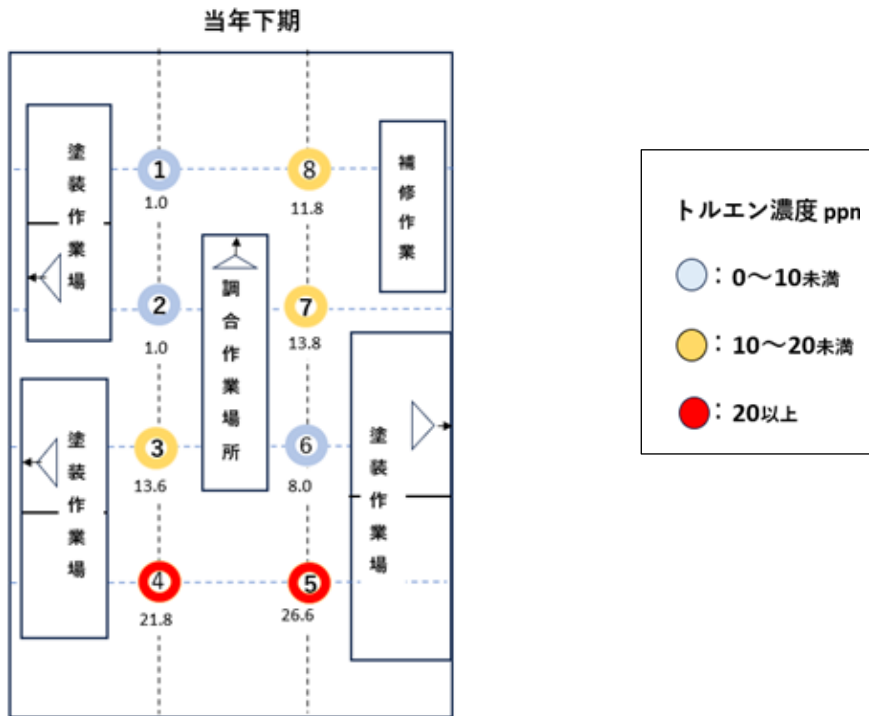 当年下期
塗装作業場
1
1.0
8
11.8
補修作業
2
1.0
調合作業場所
7
13.8
塗装作業場
3
13.6
6
8.0
塗装作業場
4
21.8
5
26.6
トルエン濃度 ppn
：0～10未満
：10～20未満
：20以上